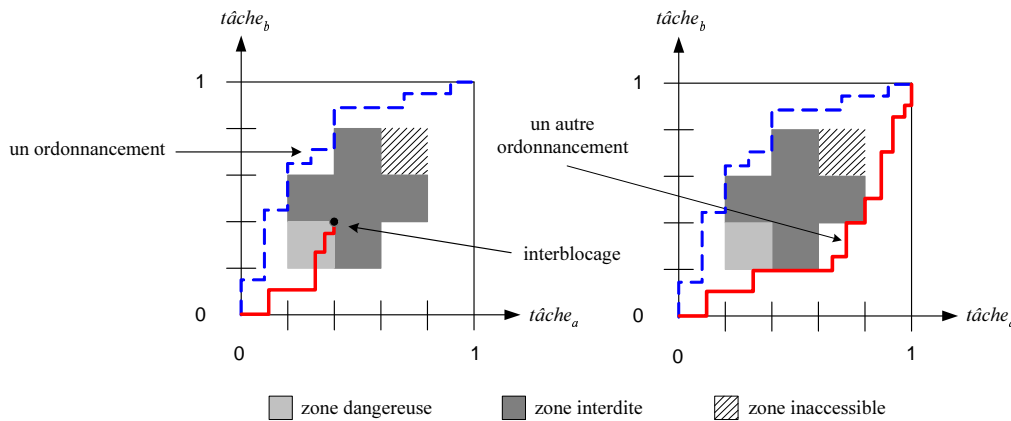 tâche_b
1
un ordonnancement
interblocage
0
tâche_a
0
1
tâche_b
1
un autre
ordonnancement
0
tâche_a
0
1
zone dangereuse
zone interdite
zone inaccessible